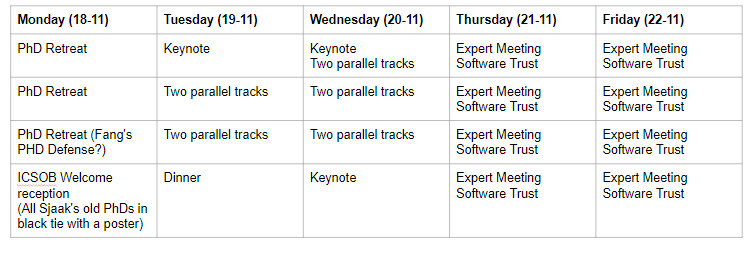 Monday (18-11) Tuesday (19-11) Wednesday (20-11) Thursday (21-11) Friday (22-11)
PhD Retreat Keynote Keynote Expert Meeting Expert Meeting
Two parallel tracks Software Trust Software Trust
PhD Retreat Two parallel tracks Two parallel tracks Expert Meeting Expert Meeting
Software Trust Software Trust
PhD Retreat (Fang's Two parallel tracks Two parallel tracks Expert Meeting Expert Meeting
PHD Defense?) Software Trust Software Trust
ICSOB Welcome Dinner Keynote Expert Meeting Expert Meeting
reception Software Trust Software Trust
(All Sjaak's old PhDs in
black tie with a poster)